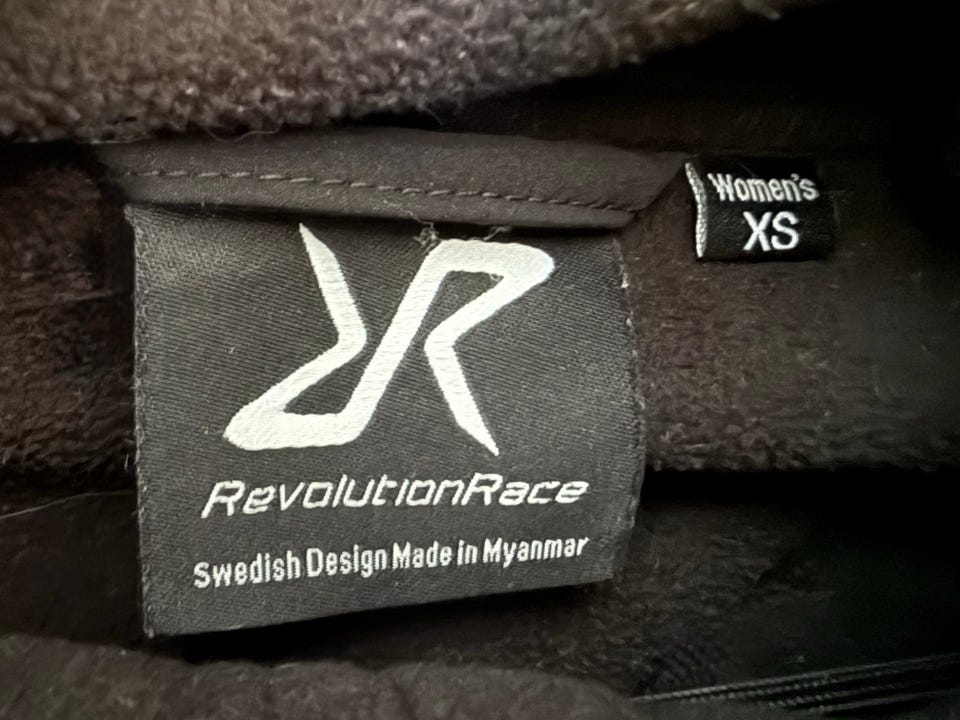 Women's
XS
RevolutionRace
Swedish Design Made in Myanmar